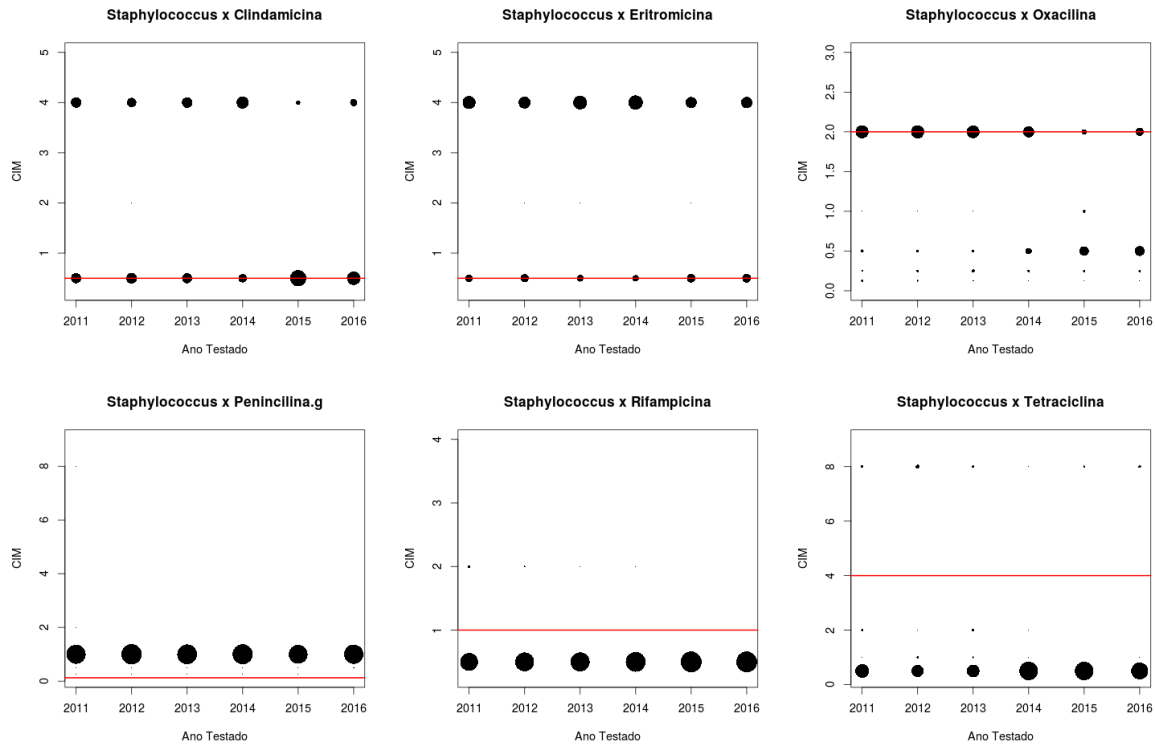 Staphylococcus x Clindamicina
5
4
3
2
1
CIM
2011 2012 2013 2014 2015 2016
Ano Testado
Staphylococcus x Eritromicina
5
4
3
2
1
CIM
2011 2012 2013 2014 2015 2016
Ano Testado
Staphylococcus x Oxacilina
3.0
2.5
2.0
1.5
1.0
0.5
0.0
CIM
2011 2012 2013 2014 2015 2016
Ano Testado
Staphylococcus x Penincilina.g
8
6
4
2
0
CIM
2011 2012 2013 2014 2015 2016
Ano Testado
Staphylococcus x Rifampicina
4
3
2
1
CIM
2011 2012 2013 2014 2015 2016
Ano Testado
Staphylococcus x Tetraciclina
8
6
4
2
0
CIM
2011 2012 2013 2014 2015 2016
Ano Testado